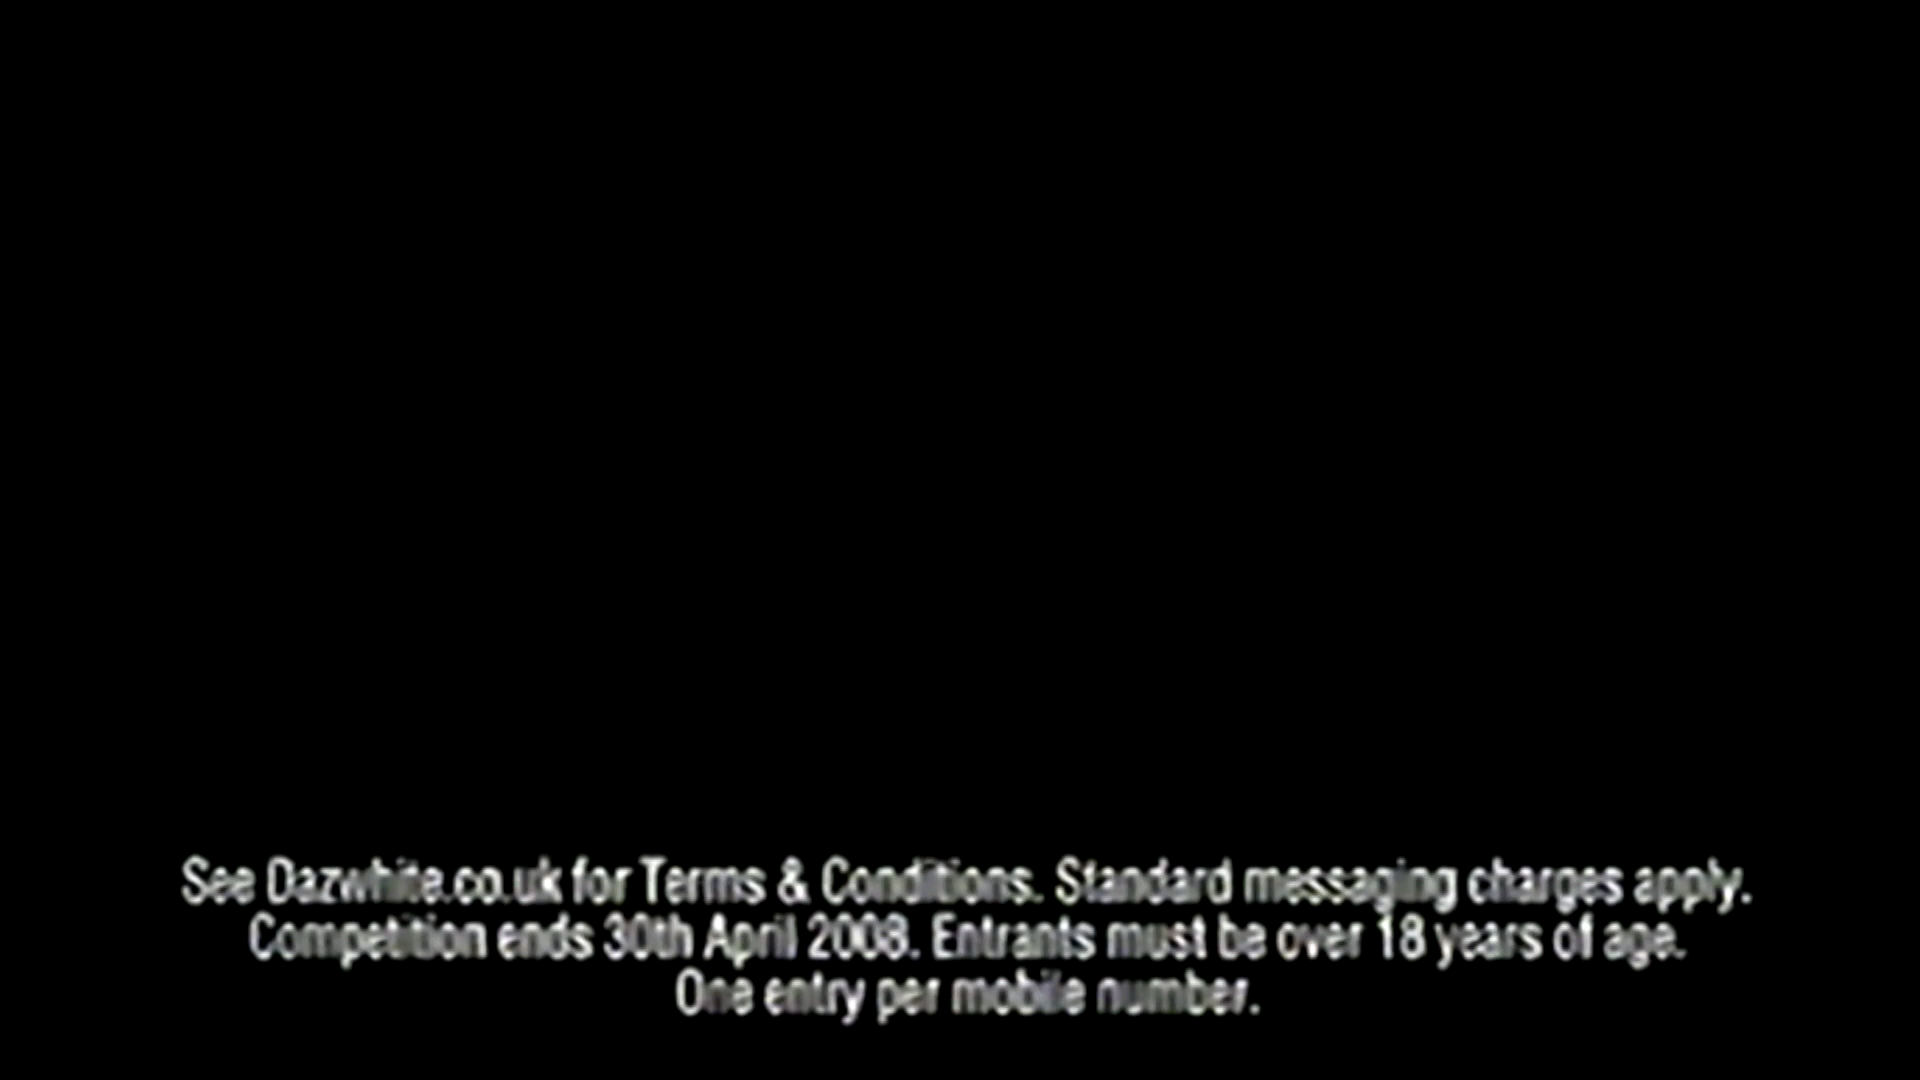 See Dazwhite.co.uk for Terms & Conditions. Standard messaging charges apply.
Competition ends 30th April 2008. Entrants must be over 18 years of age.
One entry per mobile number.